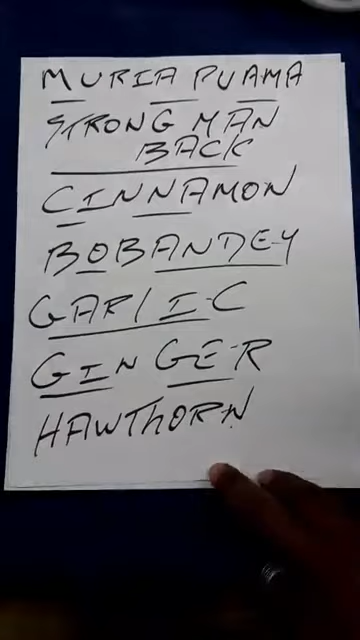 MURIA PUAMA
STRONG MAN
BACK
CINNAMON
BOBANDEY
GARLIC
GINGER
HAWThORN